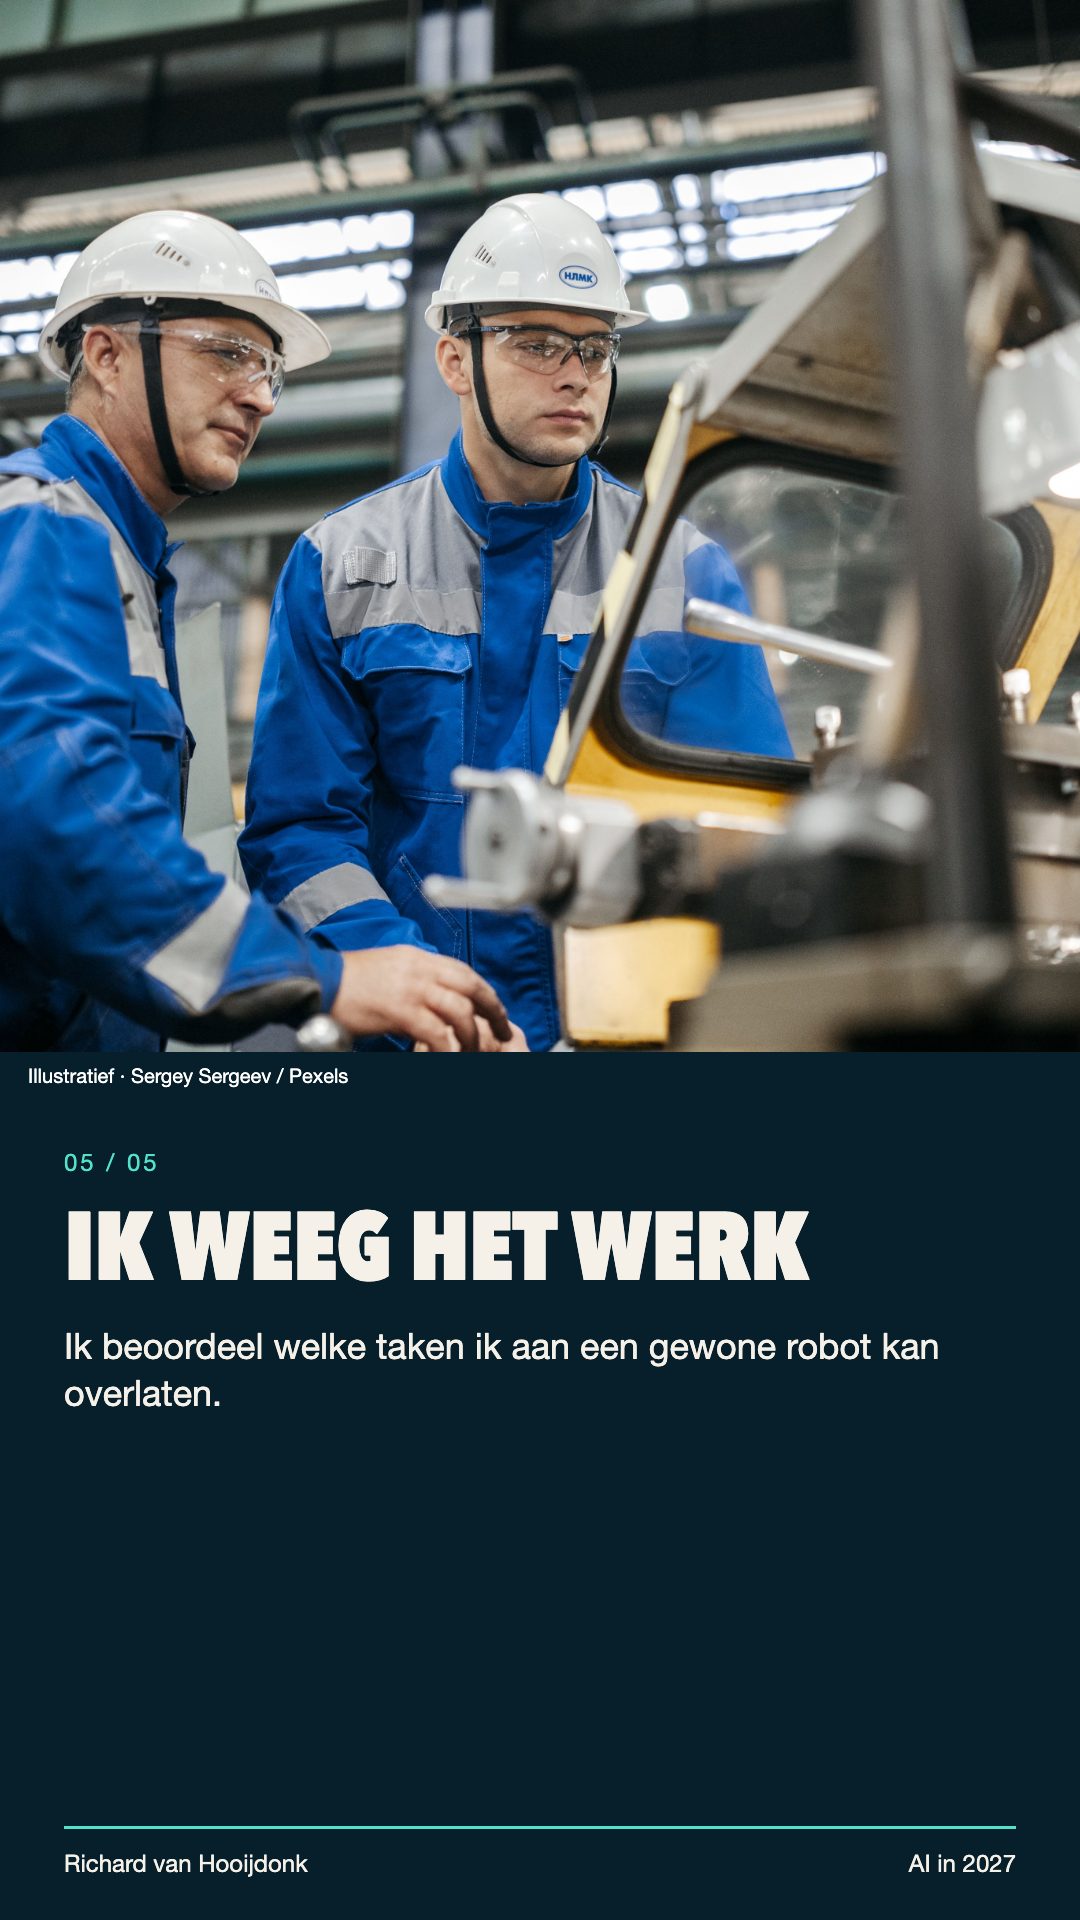 НЛМК
Illustratief · Sergey Sergeev / Pexels
05 / 05
IK WEEG HET WERK
Ik beoordeel welke taken ik aan een gewone robot kan
overlaten.
Richard van Hooijdonk
AI in 2027